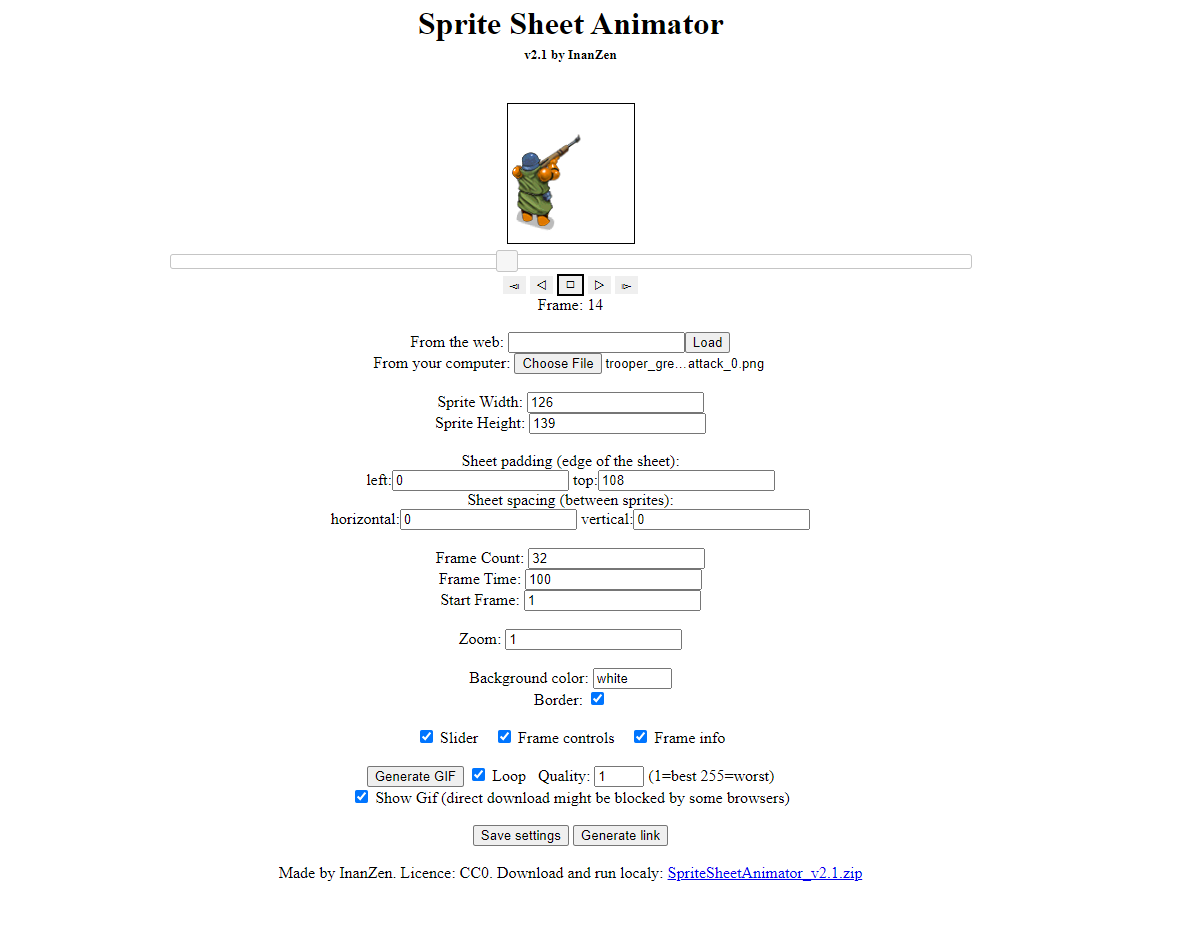 Sprite Sheet Animator
v2.1 by InanZen
Frame: 14
From the web: Load
From your computer: Choose File trooper_gre...attack_0.png
Sprite Width: 126
Sprite Height: 139
Sheet padding (edge of the sheet):
left: 0 top: 108
Sheet spacing (between sprites):
horizontal: 0 vertical: 0
Frame Count: 32
Frame Time: 100
Start Frame: 1
Zoom: 1
Background color: white
Border:
Slider Frame controls Frame info
Generate GIF Loop Quality: 1 (1=best 255=worst)
Show Gif (direct download might be blocked by some browsers)
Save settings Generate link
Made by InanZen. Licence: CC0. Download and run localy: SpriteSheetAnimator_v2.1.zip